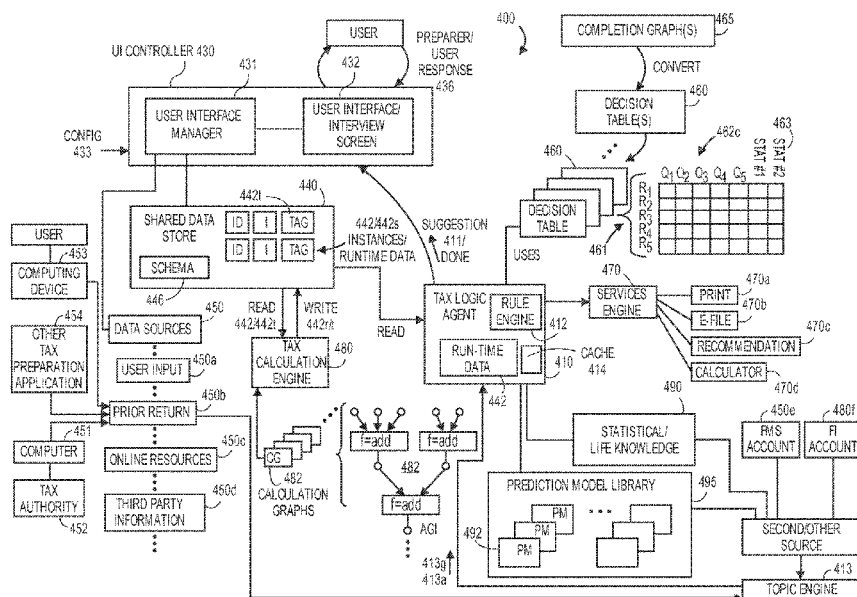 USER
PREPARER/
USER
RESPONSE
436
400
COMPLETION GRAPH(S)
465
CONVERT
UI CONTROLLER 430
431
432
USER INTERFACE
MANAGER
USER INTERFACE/
INTERVIEW
SCREEN
CONFIG
433
DECISION
TABLE(S)
460
460
462c
463
Q1 Q2 Q3 Q4 Q5
STAT #1
STAT #2
R1
R2
R3
R4
R5
DECISION
TABLE
461
USES
440
442i
SHARED DATA
STORE
ID
I
TAG
ID
I
TAG
SCHEMA
446
442/442s
INSTANCES/
RUNTIME DATA
SUGGESTION
411/
DONE
USER
453
COMPUTING
DEVICE
454
OTHER
TAX
PREPARATION
APPLICATION
DATA SOURCES
450
USER INPUT
450a
PRIOR RETURN
450b
450c
ONLINE RESOURCES
450d
THIRD PARTY
INFORMATION
COMPUTER
451
TAX
AUTHORITY
452
READ
WRITE
READ
TAX
CALCULATION
ENGINE
480
CG
482
CALCULATION
GRAPHS
f=add
f=add
482
f=add
AGI
TAX LOGIC
AGENT
RULE
ENGINE
412
RUN-TIME
DATA
410
CACHE
414
442
470
SERVICES
ENGINE
PRINT
470a
E-FILE
470b
470c
RECOMMENDATION
CALCULATOR
470d
490
STATISTICAL/
LIFE KNOWLEDGE
450e
FMS
ACCOUNT
480f
FI
ACCOUNT
PREDICTION MODEL LIBRARY
495
492
PM
PM
PM
413g
413a
SECOND/OTHER
SOURCE
413
TOPIC ENGINE